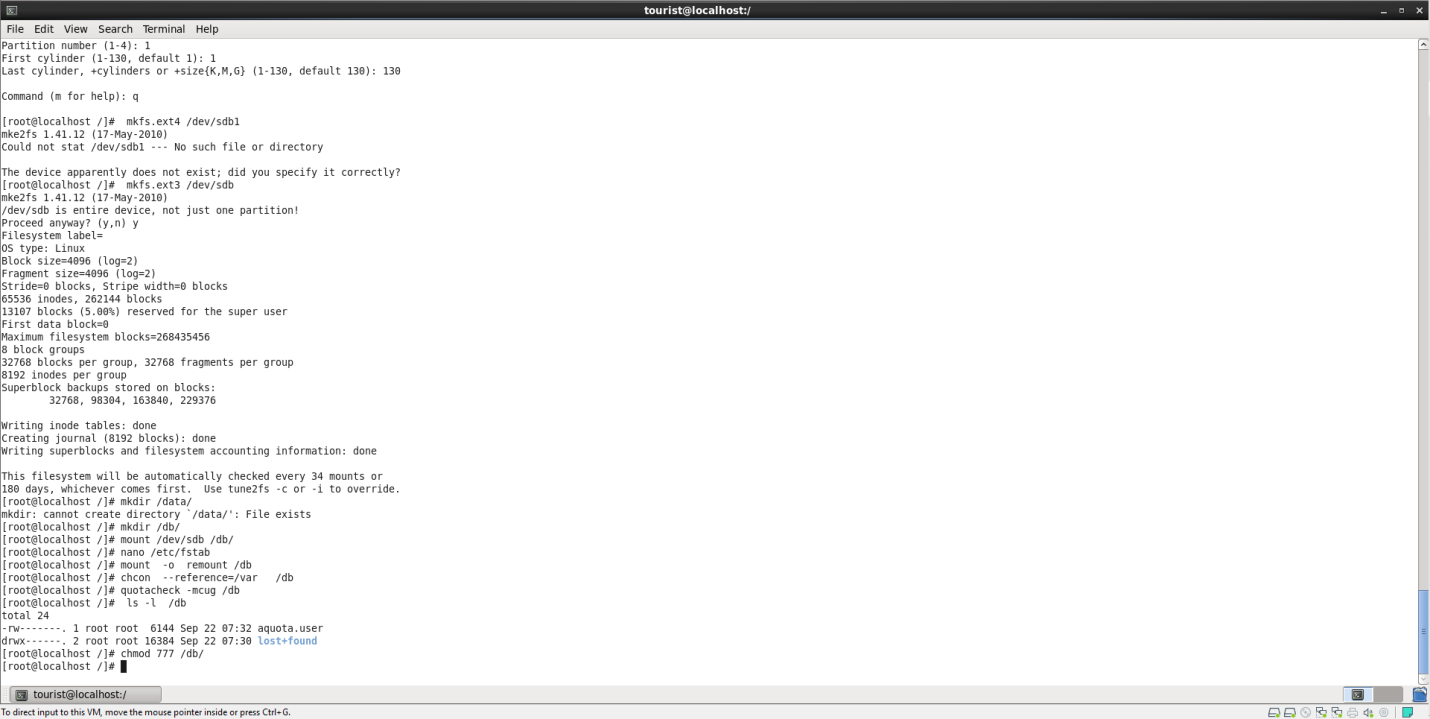 tourist@localhost:/
File Edit View Search Terminal Help
Partition number (1-4): 1
First cylinder (1-130, default 1): 1
Last cylinder, +cylinders or +size{K,M,G} (1-130, default 130): 130
Command (m for help): q
[root@localhost /]#  mkfs.ext4 /dev/sdb1
mke2fs 1.41.12 (17-May-2010)
Could not stat /dev/sdb1 --- No such file or directory
The device apparently does not exist; did you specify it correctly?
[root@localhost /]#  mkfs.ext3 /dev/sdb
mke2fs 1.41.12 (17-May-2010)
/dev/sdb is entire device, not just one partition!
Proceed anyway? (y,n) y
Filesystem label=
OS type: Linux
Block size=4096 (log=2)
Fragment size=4096 (log=2)
Stride=0 blocks, Stripe width=0 blocks
65536 inodes, 262144 blocks
13107 blocks (5.00%) reserved for the super user
First data block=0
Maximum filesystem blocks=268435456
8 block groups
32768 blocks per group, 32768 fragments per group
8192 inodes per group
Superblock backups stored on blocks:
        32768, 98304, 163840, 229376
Writing inode tables: done
Creating journal (8192 blocks): done
Writing superblocks and filesystem accounting information: done
This filesystem will be automatically checked every 34 mounts or
180 days, whichever comes first.  Use tune2fs -c or -i to override.
[root@localhost /]# mkdir /data/
mkdir: cannot create directory `/data/': File exists
[root@localhost /]# mkdir /db/
[root@localhost /]# mount /dev/sdb /db/
[root@localhost /]# nano /etc/fstab
[root@localhost /]# mount  -o  remount /db
[root@localhost /]# chcon  --reference=/var   /db
[root@localhost /]# quotacheck -mcug /db
[root@localhost /]#  ls -l  /db
total 24
-rw-------. 1 root root  6144 Sep 22 07:32 aquota.user
drwx------. 2 root root 16384 Sep 22 07:30 lost+found
[root@localhost /]# chmod 777 /db/
[root@localhost /]#
tourist@localhost:/
To direct input to this VM, move the mouse pointer inside or press Ctrl+G.